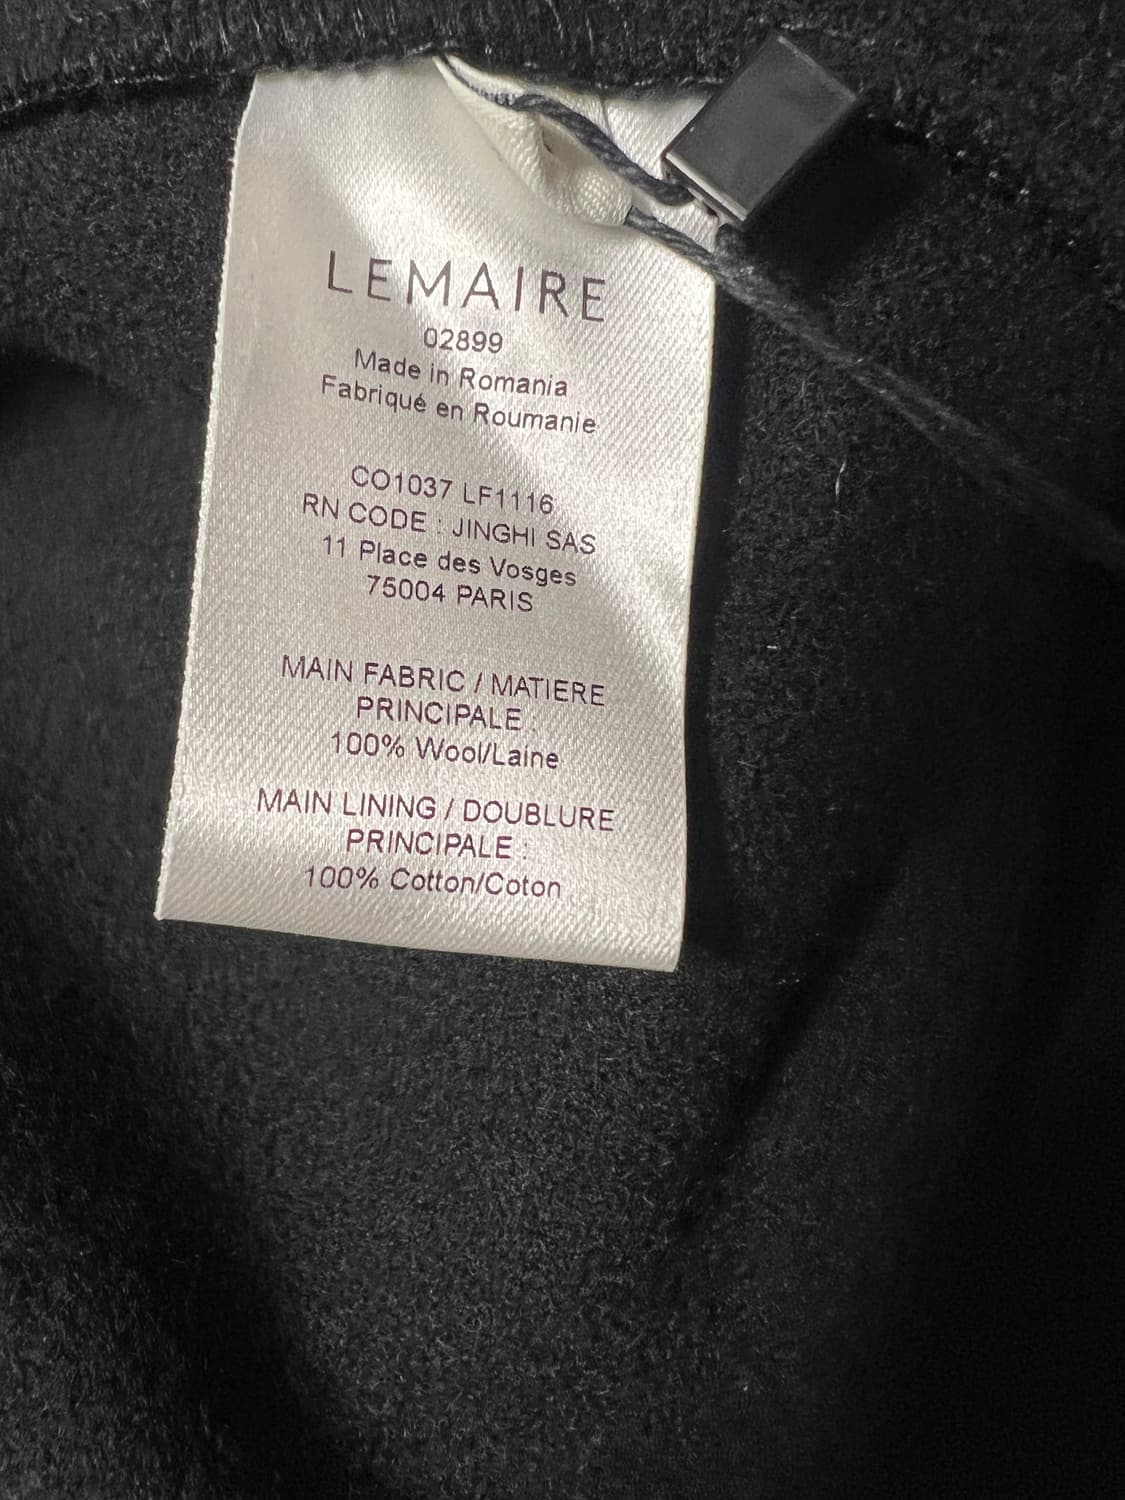 LEMAIRE
02899
Made in Romania
Fabriqué en Roumanie
CO1037 LF1116
RN CODE : JINGHI SAS
11 Place des Vosges
75004 PARIS
MAIN FABRIC / MATIERE
PRINCIPALE :
100% Wool/Laine
MAIN LINING / DOUBLURE
PRINCIPALE :
100% Cotton/Coton